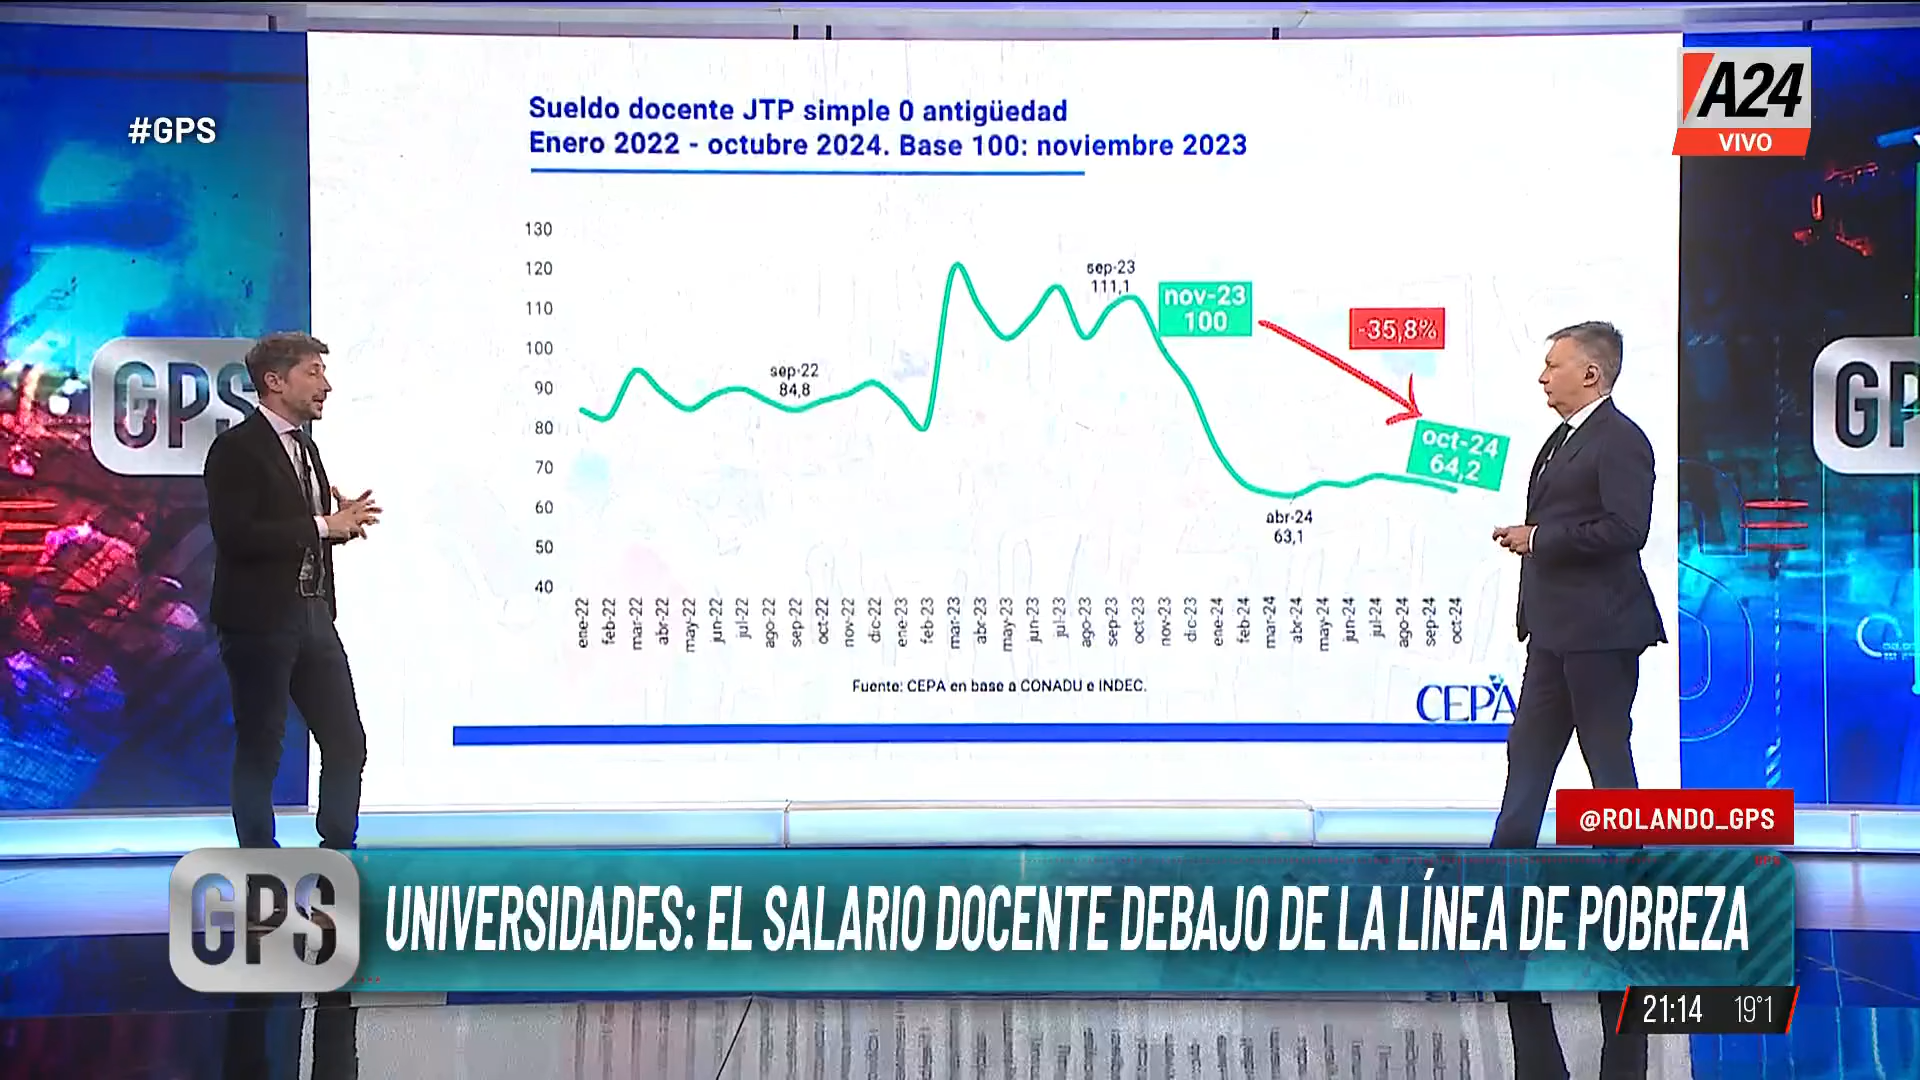 #GPS
A24
VIVO
Sueldo docente JTP simple 0 antigüedad
Enero 2022 - octubre 2024. Base 100: noviembre 2023
130
120
110
100
90
80
70
60
50
40
sep-22
84,8
sep-23
111,1
nov-23
100
-35,8%
oct-24
64,2
abr-24
63,1
ene-22
feb-22
mar-22
abr-22
may-22
jun-22
jul-22
ago-22
sep-22
oct-22
nov-22
dic-22
ene-23
feb-23
mar-23
abr-23
may-23
jun-23
jul-23
ago-23
sep-23
oct-23
nov-23
dic-23
ene-24
feb-24
mar-24
abr-24
may-24
jun-24
jul-24
ago-24
sep-24
oct-24
Fuente: CEPA en base a CONADU e INDEC.
CEPA
GPS
GP
@ROLANDO_GPS
GPS
UNIVERSIDADES: EL SALARIO DOCENTE DEBAJO DE LA LÍNEA DE POBREZA
21:14 19°1